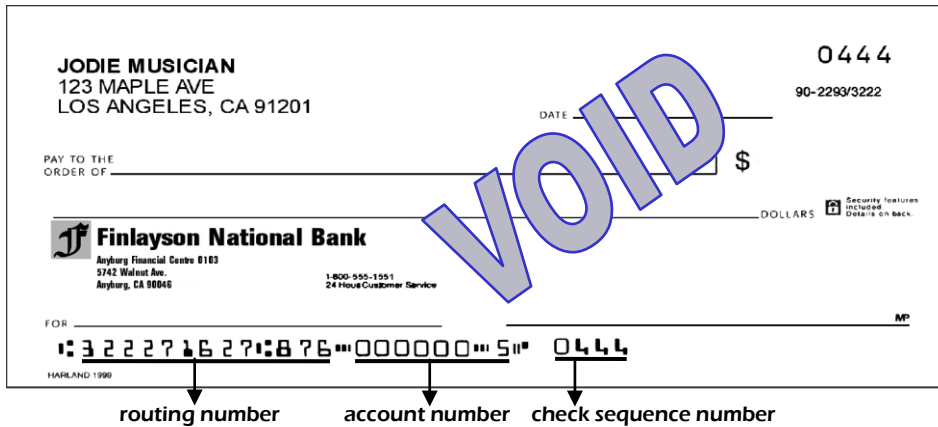 0444
JODIE MUSICIAN
123 MAPLE AVE
LOS ANGELES, CA 91201
90-2293/3222
DATE
VOID
PAY TO THE
ORDER OF
$
DOLLARS
Security features
included.
Details on back.
Finlayson National Bank
Anyburg Financial Centre 0103
5742 Walnut Ave.
Anyburg, CA 90046
1-800-555-1551
24 Hour Customer Service
FOR
MP
⑆322271627⑆876⑉000000⑉5⑈ 0444
HARLAND 1999
routing number account number check sequence number